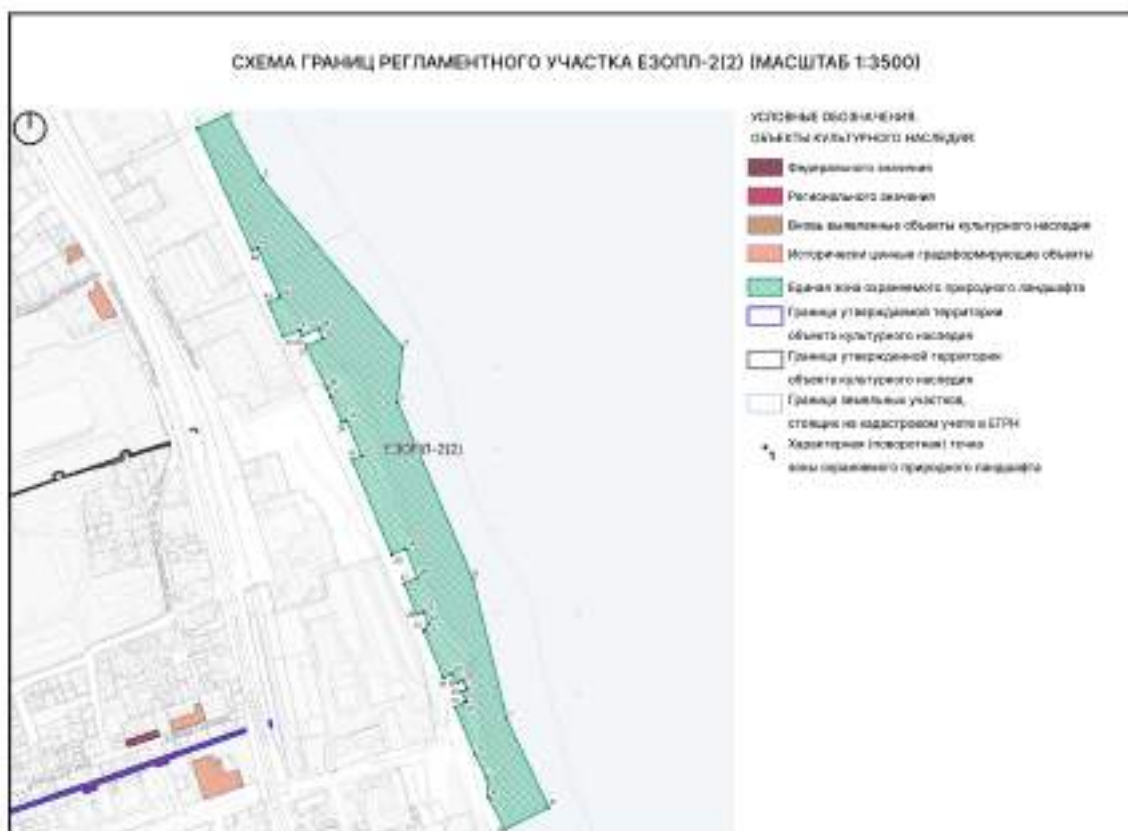 СХЕМА ГРАНИЦ РЕГЛАМЕНТНОГО УЧАСТКА ЕЗОПЛ-2(2) (МАСШТАБ 1:3500)
УСЛОВНЫЕ ОБОЗНАЧЕНИЯ:
ОБЪЕКТЫ КУЛЬТУРНОГО НАСЛЕДИЯ:
Федерального значения
Регионального значения
Вновь выявленные объекты культурного наследия
Исторически ценные градоформирующие объекты
Единая зона охраняемого природного ландшафта
Граница утверждаемой территории
объекта культурного наследия
Граница утвержденной территории
объекта культурного наследия
Граница земельных участков,
стоящих на кадастровом учете в ЕГРН
Характерная (поворотная) точка
зоны охраняемого природного ландшафта
ЕЗОПЛ-2(2)